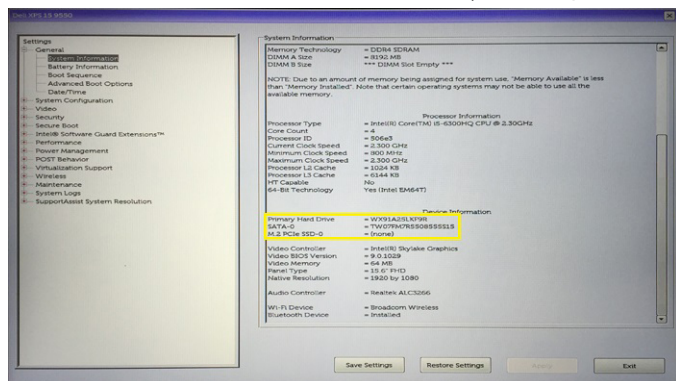 Dell XPS 15 9550
Settings
General
System Information
Battery Information
Boot Sequence
Advanced Boot Options
Date/Time
System Configuration
Video
Security
Secure Boot
Intel® Software Guard Extensions™
Performance
Power Management
POST Behavior
Virtualization Support
Wireless
Maintenance
System Logs
SupportAssist System Resolution
System Information
Memory Technology = DDR4 SDRAM
DIMM A Size = 8192 MB
DIMM B Size *** DIMM Slot Empty ***
NOTE: Due to an amount of memory being assigned for system use, "Memory Available" is less
than "Memory Installed". Note that certain operating systems may not be able to use all the
available memory.
Processor Information
Processor Type = Intel(R) Core(TM) i5-6300HQ CPU @ 2.30GHz
Core Count = 4
Processor ID = 506e3
Current Clock Speed = 2.300 GHz
Minimum Clock Speed = 800 MHz
Maximum Clock Speed = 2.300 GHz
Processor L2 Cache = 1024 KB
Processor L3 Cache = 6144 KB
HT Capable No
64-Bit Technology Yes (Intel EM64T)
Device Information
Primary Hard Drive
SATA-0
M.2 PCIe SSD-0 = (none)
Video Controller = Intel(R) Skylake Graphics
Video BIOS Version = 9.0.1029
Video Memory = 64 MB
Panel Type = 15.6" FHD
Native Resolution = 1920 by 1080
Audio Controller = Realtek ALC3266
Wi-Fi Device = Broadcom Wireless
Bluetooth Device = Installed
Save Settings Restore Settings Apply Exit